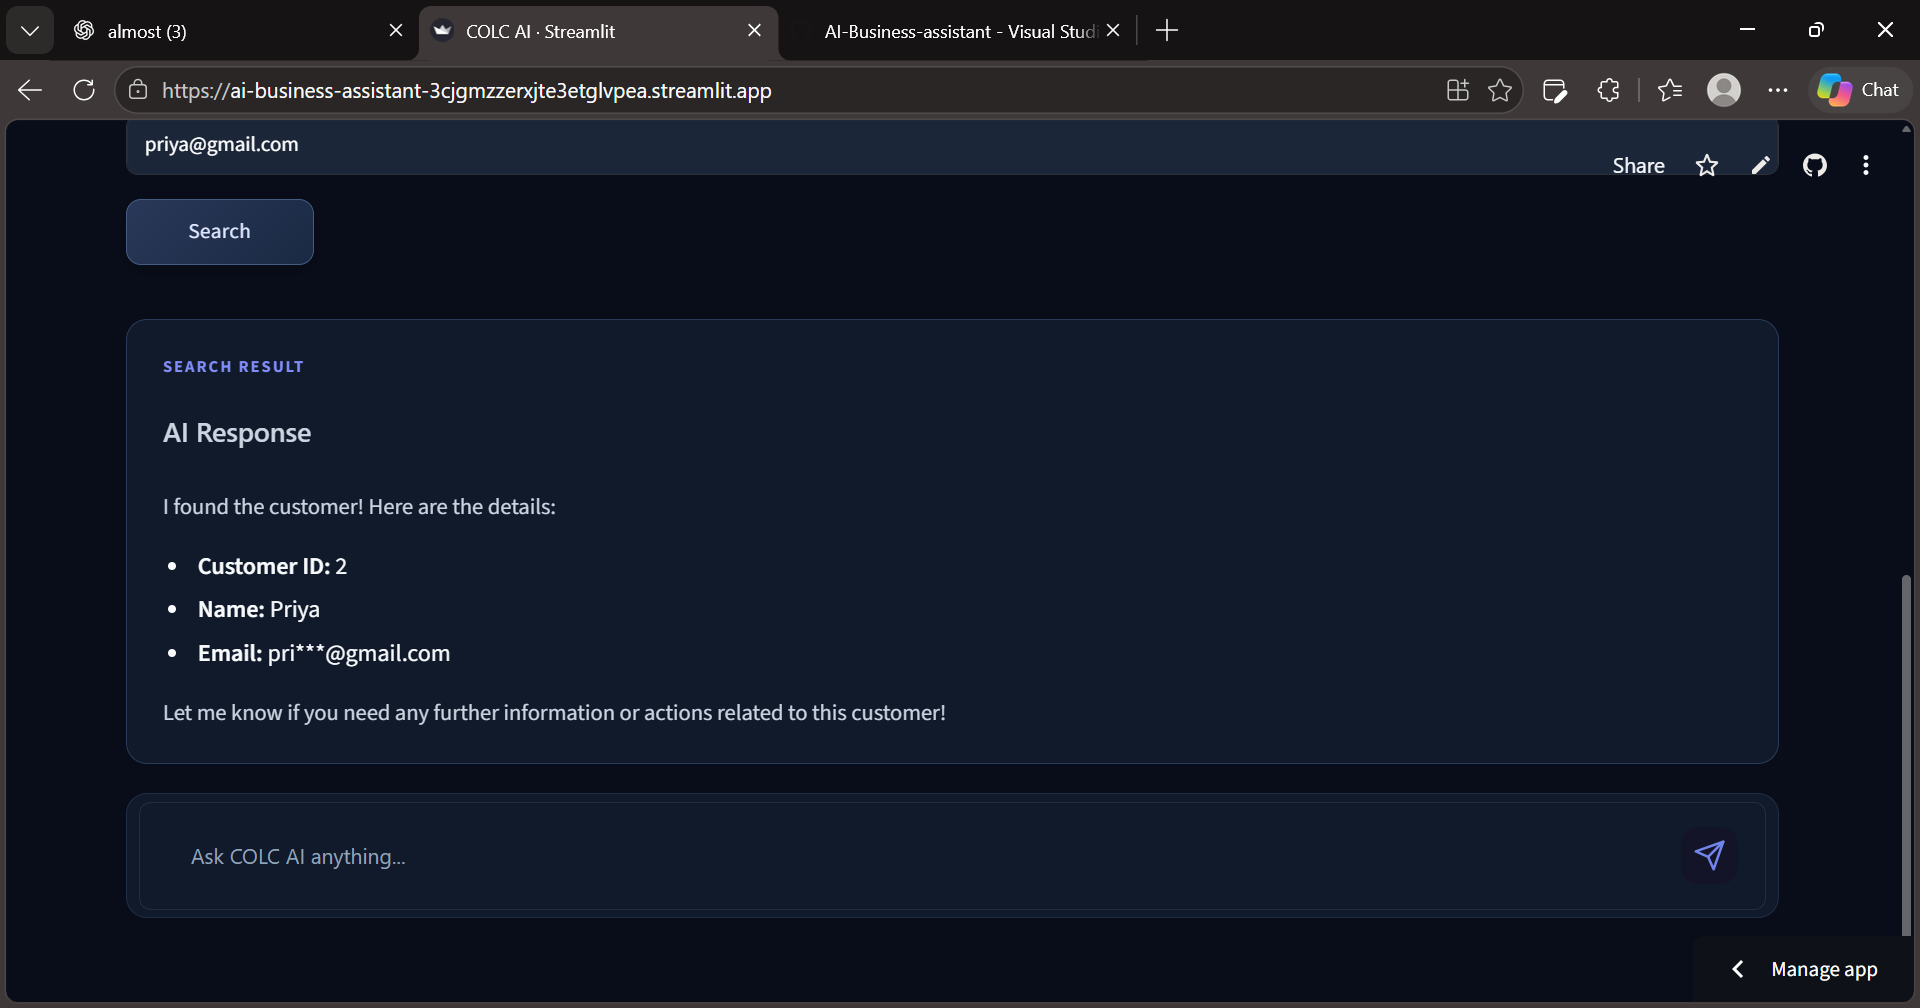 almost (3)
COLC AI · Streamlit
AI-Business-assistant - Visual Studi
https://ai-business-assistant-3cjgmzzerxjte3etglvpea.streamlit.app
Chat
priya@gmail.com
Share
Search
SEARCH RESULT
AI Response
I found the customer! Here are the details:
• Customer ID: 2
• Name: Priya
• Email: pri***@gmail.com
Let me know if you need any further information or actions related to this customer!
Ask COLC AI anything...
Manage app